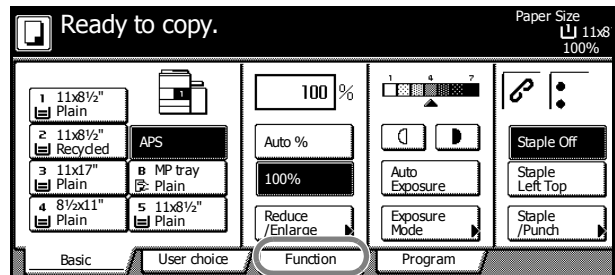 Ready to copy.
Paper Size
11x8
100%
1 11x8½"
Plain
2 11x8½"
Recycled
3 11x17"
Plain
4 8½x11"
Plain
1
APS
B MP tray
Plain
5 11x8½"
Plain
100 %
Auto %
100%
Reduce
/Enlarge
1 4 7
Auto
Exposure
Exposure
Mode
Staple Off
Staple
Left Top
Staple
/Punch
Basic
User choice
Function
Program